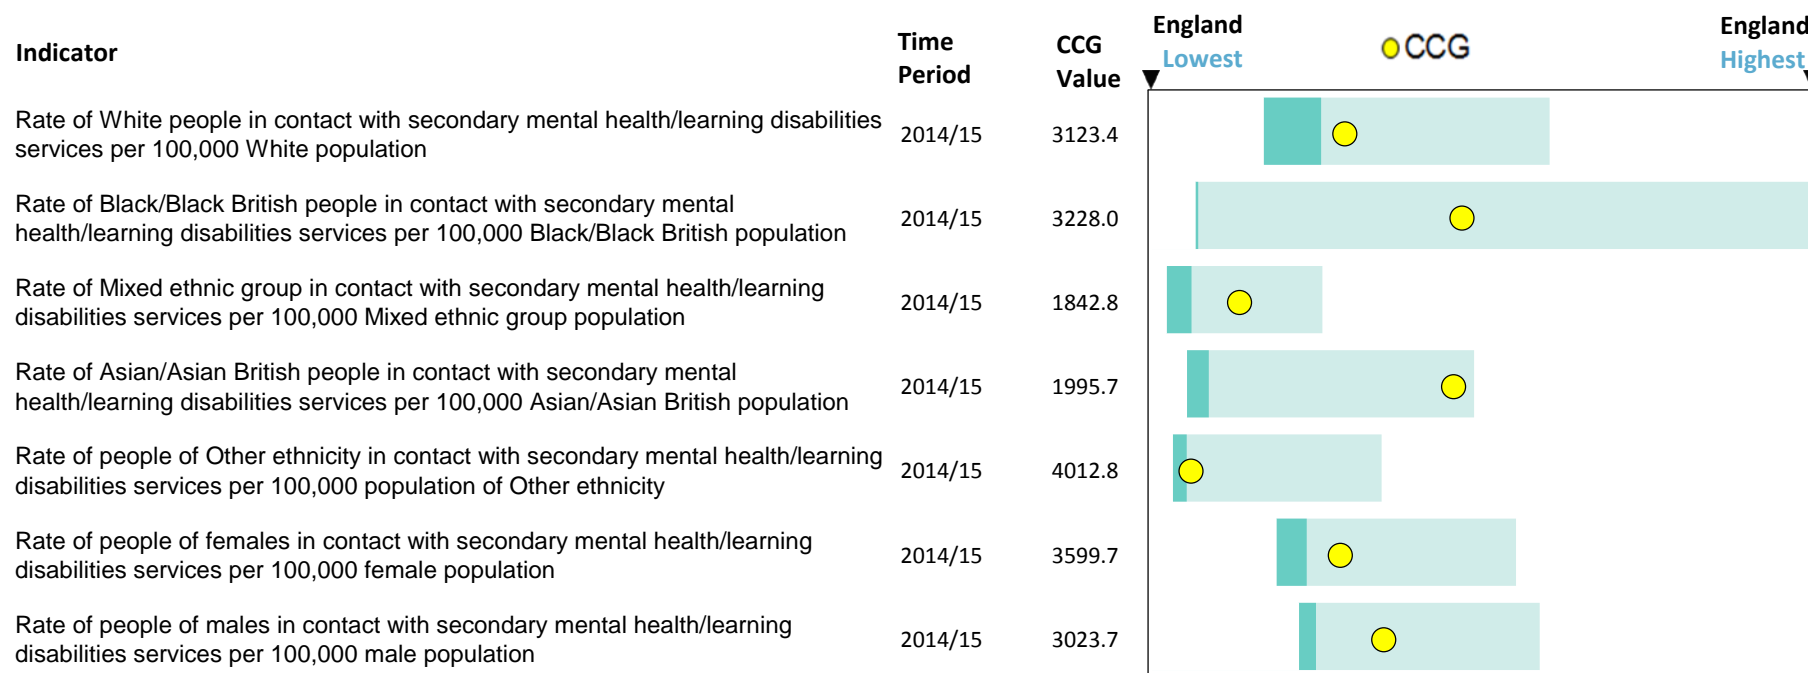 Indicator
Time
Period
CCG
Value
England
Lowest
CCG
England
Highest
Rate of White people in contact with secondary mental health/learning disabilities
services per 100,000 White population
2014/15
3123.4
Rate of Black/Black British people in contact with secondary mental
health/learning disabilities services per 100,000 Black/Black British population
2014/15
3228.0
Rate of Mixed ethnic group in contact with secondary mental health/learning
disabilities services per 100,000 Mixed ethnic group population
2014/15
1842.8
Rate of Asian/Asian British people in contact with secondary mental
health/learning disabilities services per 100,000 Asian/Asian British population
2014/15
1995.7
Rate of people of Other ethnicity in contact with secondary mental health/learning
disabilities services per 100,000 population of Other ethnicity
2014/15
4012.8
Rate of people of females in contact with secondary mental health/learning
disabilities services per 100,000 female population
2014/15
3599.7
Rate of people of males in contact with secondary mental health/learning
disabilities services per 100,000 male population
2014/15
3023.7